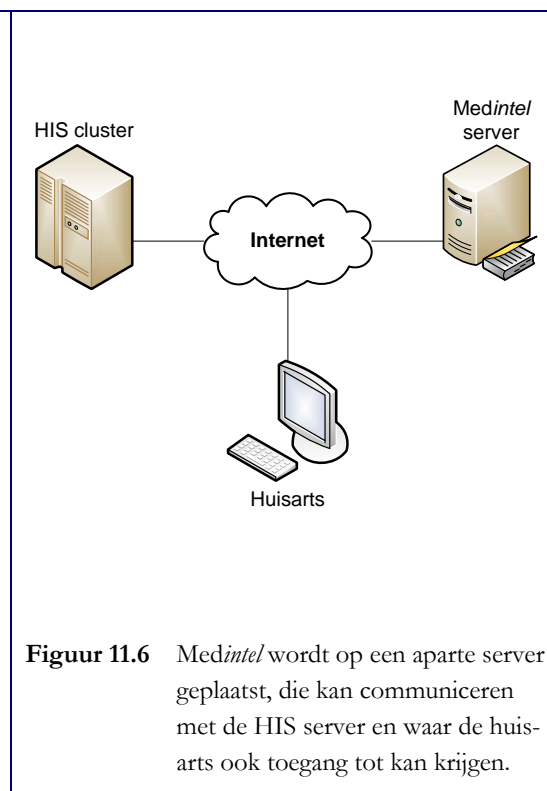 HIS cluster
Medintel
server
Internet
Huisarts
Figuur 11.6 Medintel wordt op een aparte server
geplaatst, die kan communiceren
met de HIS server en waar de huis-
arts ook toegang tot kan krijgen.